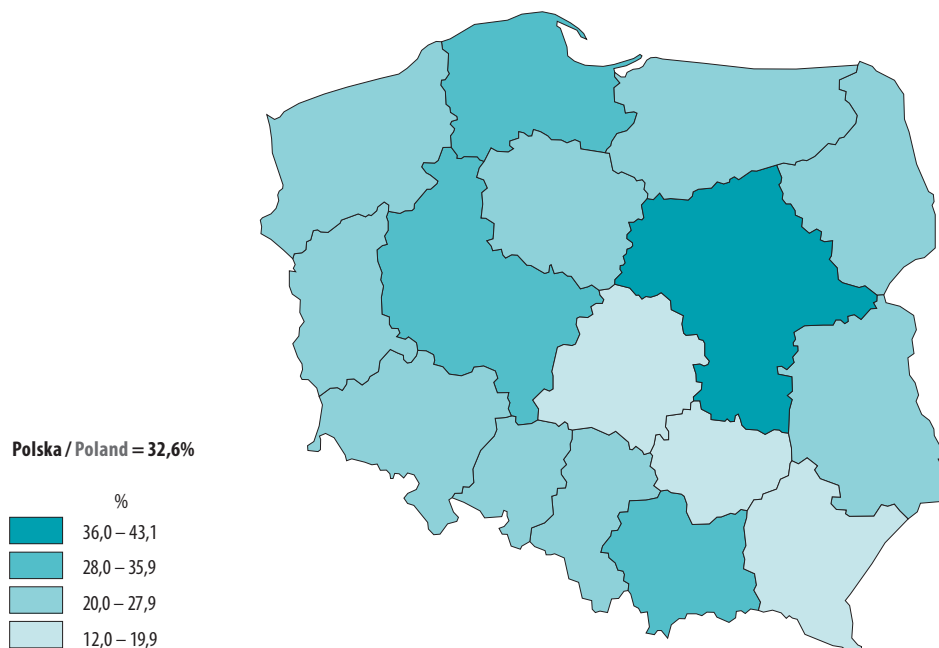 Polska / Poland = 32,6%
%
36,0 – 43,1
28,0 – 35,9
20,0 – 27,9
12,0 – 19,9